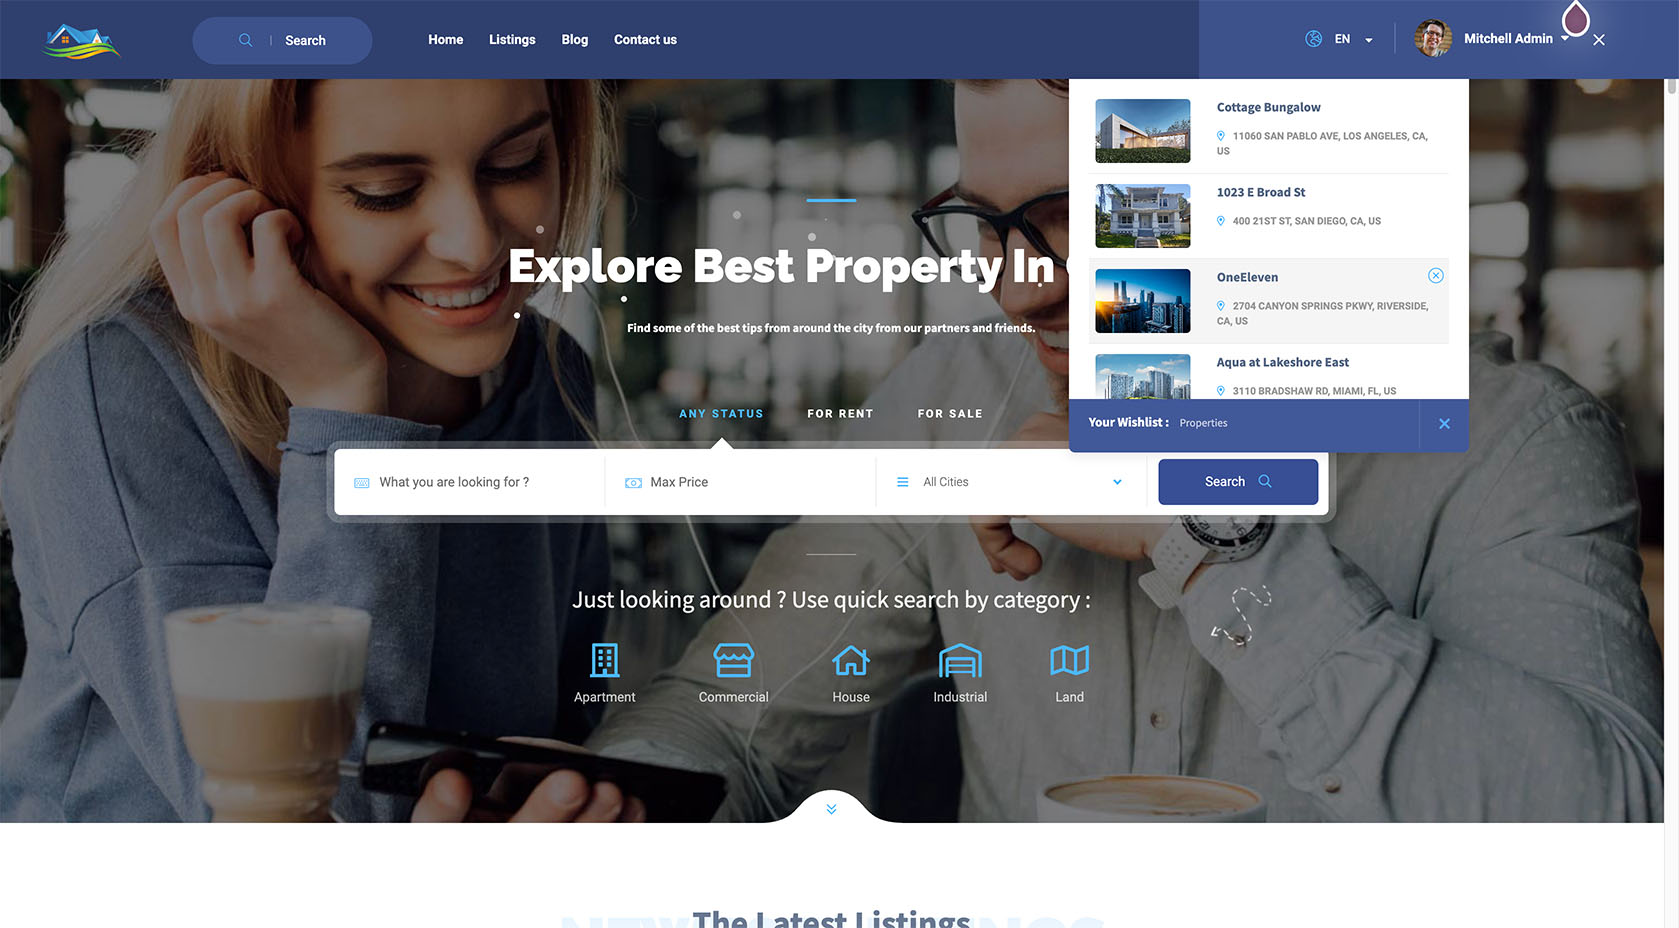 Search
Home
Listings
Blog
Contact us
EN
Mitchell Admin
Cottage Bungalow
11060 SAN PABLO AVE, LOS ANGELES, CA,
US
1023 E Broad St
400 21ST ST, SAN DIEGO, CA, US
OneEleven
2704 CANYON SPRINGS PKWY, RIVERSIDE,
CA, US
Aqua at Lakeshore East
3110 BRADSHAW RD, MIAMI, FL, US
Your Wishlist : Properties
Explore Best Property In
Find some of the best tips from around the city from our partners and friends.
ANY STATUS
FOR RENT
FOR SALE
What you are looking for ?
Max Price
All Cities
Search
Just looking around ? Use quick search by category :
Apartment
Commercial
House
Industrial
Land
The Latest Listings